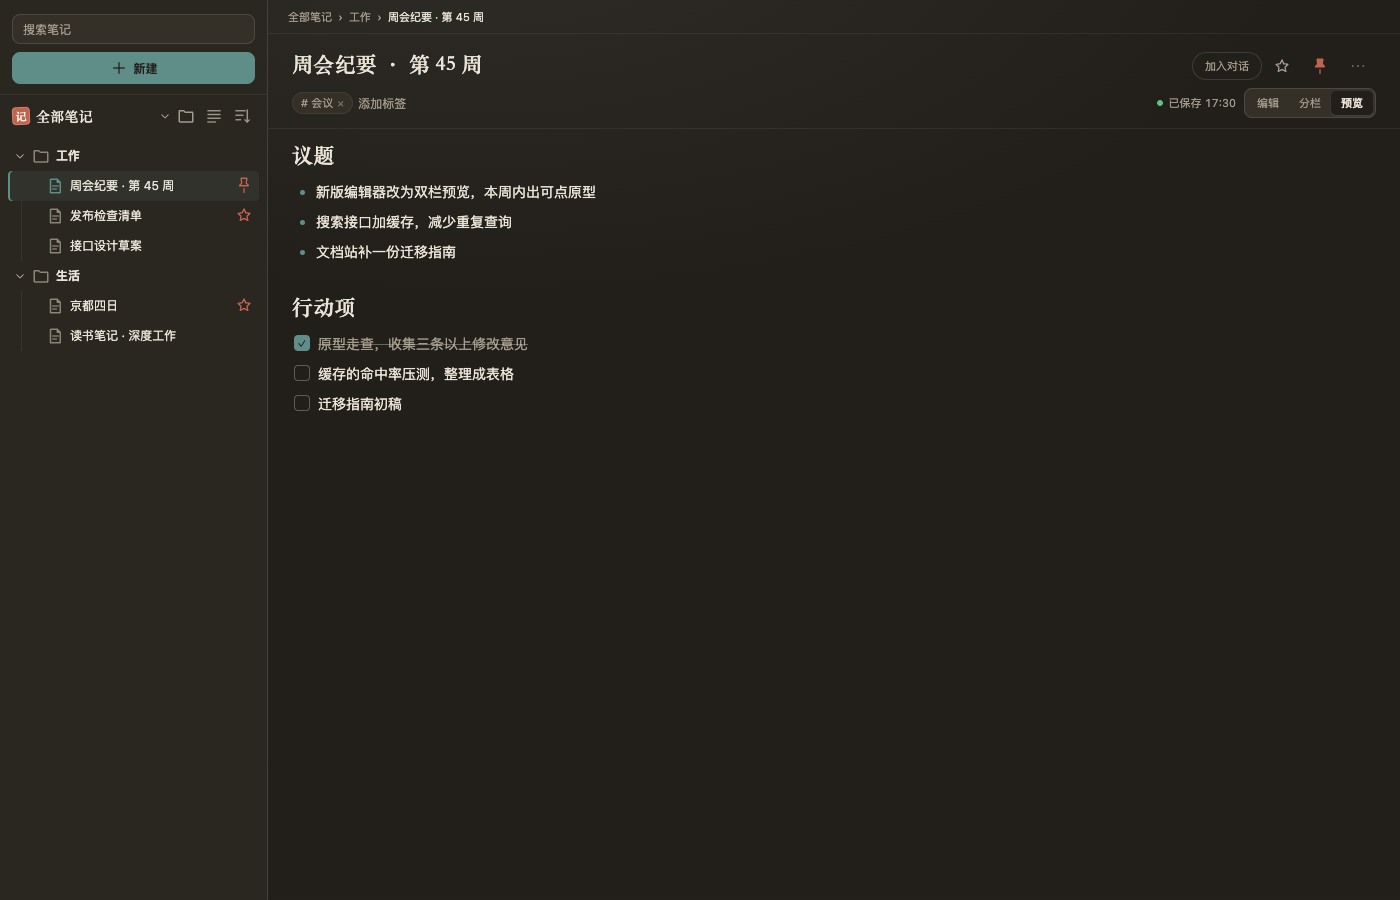 搜索笔记
新建
记 全部笔记
工作
周会纪要 · 第 45 周
发布检查清单
接口设计草案
生活
京都四日
读书笔记 · 深度工作
全部笔记 › 工作 › 周会纪要 · 第 45 周
周会纪要 · 第 45 周
加入对话
# 会议 × 添加标签
已保存 17:30
编辑 分栏 预览
议题
新版编辑器改为双栏预览，本周内出可点原型
搜索接口加缓存，减少重复查询
文档站补一份迁移指南
行动项
原型走查，收集三条以上修改意见
缓存的命中率压测，整理成表格
迁移指南初稿